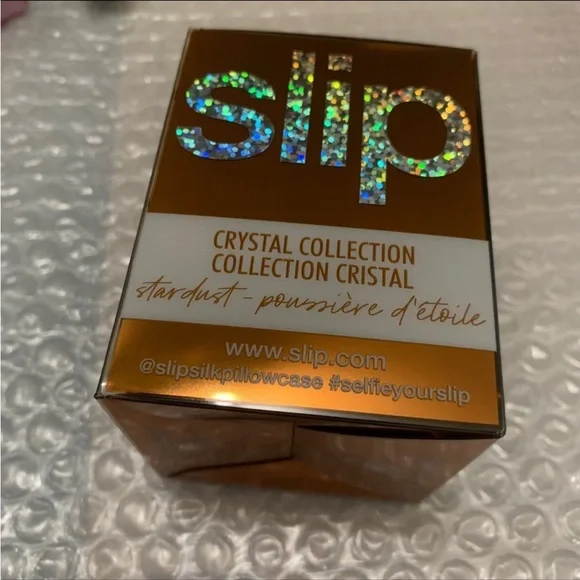 slip
CRYSTAL COLLECTION
COLLECTION CRISTAL
stardust - poussière d'étoile
www.slip.com
@slipsilkpillowcase #selfieyourslip